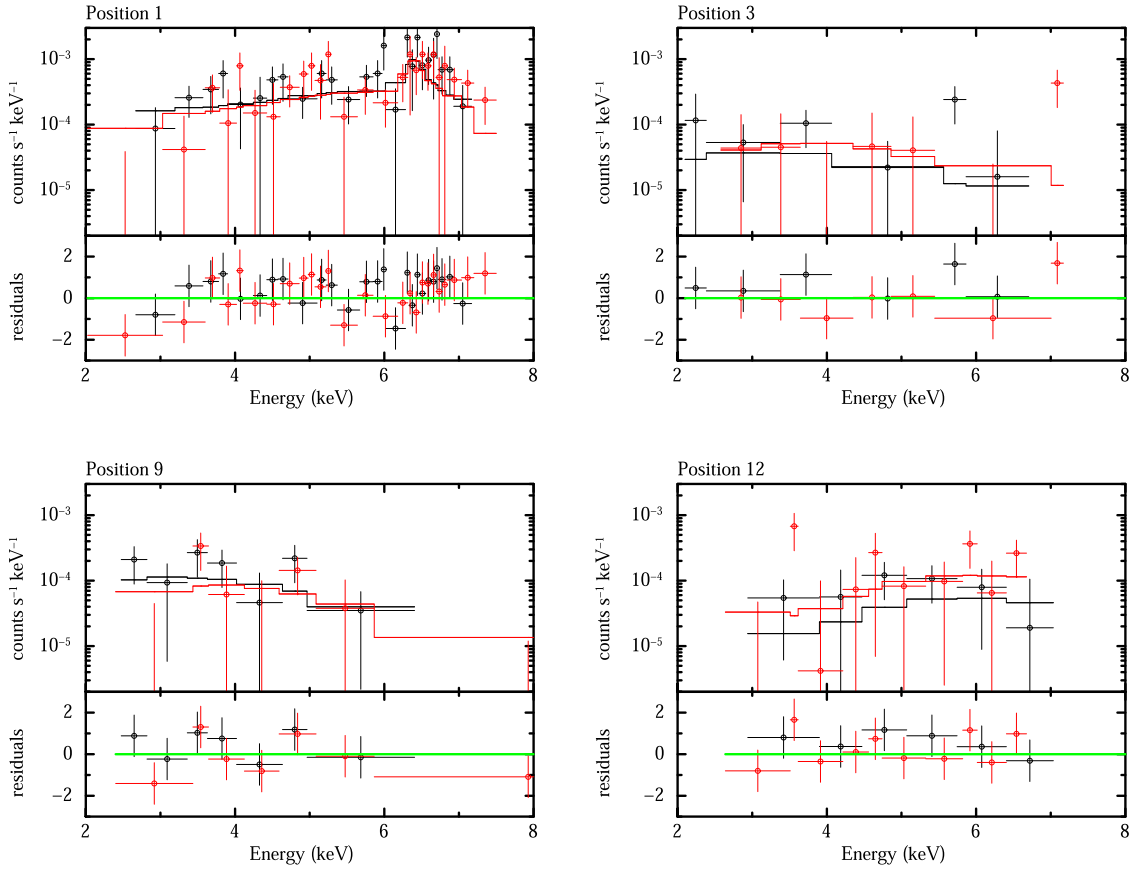 Position 1
counts s⁻¹ keV⁻¹
10⁻³
10⁻⁴
10⁻⁵
residuals
2
0
−2
2 4 6 8
Energy (keV)
Position 3
counts s⁻¹ keV⁻¹
10⁻³
10⁻⁴
10⁻⁵
residuals
2
0
−2
2 4 6 8
Energy (keV)
Position 9
counts s⁻¹ keV⁻¹
10⁻³
10⁻⁴
10⁻⁵
residuals
2
0
−2
2 4 6 8
Energy (keV)
Position 12
counts s⁻¹ keV⁻¹
10⁻³
10⁻⁴
10⁻⁵
residuals
2
0
−2
2 4 6 8
Energy (keV)